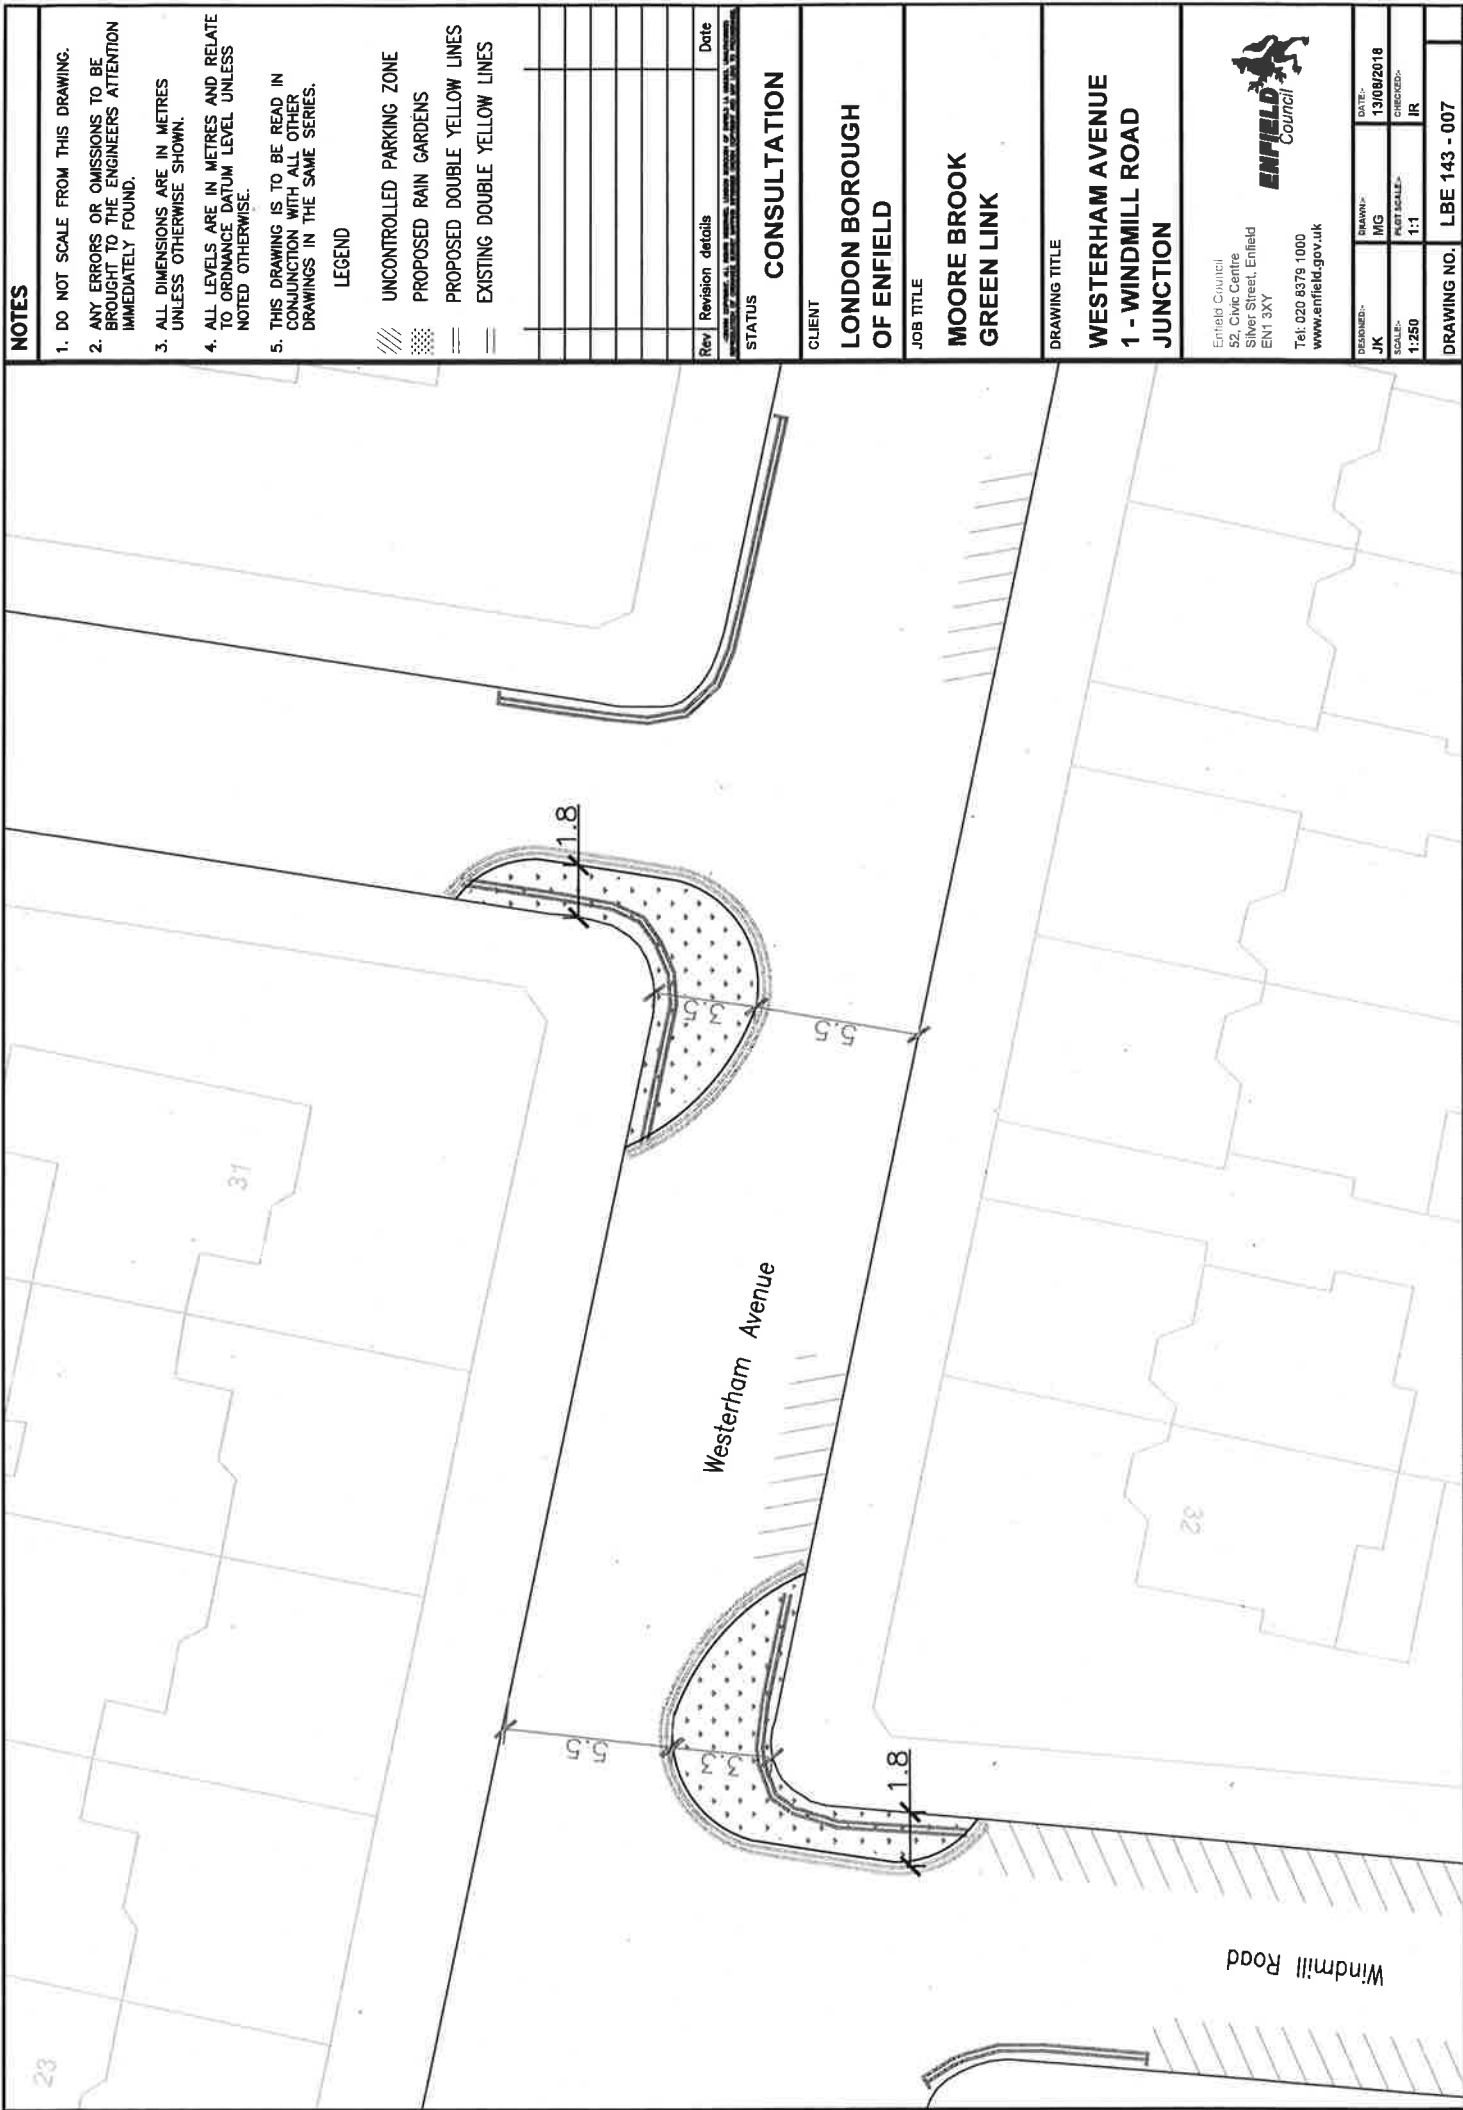 NOTES
1. DO NOT SCALE FROM THIS DRAWING.
2. ANY ERRORS OR OMISSIONS TO BE
BROUGHT TO THE ENGINEERS ATTENTION
IMMEDIATELY FOUND.
3. ALL DIMENSIONS ARE IN METRES
UNLESS OTHERWISE SHOWN.
4. ALL LEVELS ARE IN METRES AND RELATE
TO ORDNANCE DATUM LEVEL UNLESS
NOTED OTHERWISE.
5. THIS DRAWING IS TO BE READ IN
CONJUNCTION WITH ALL OTHER
DRAWINGS IN THE SAME SERIES.
LEGEND
UNCONTROLLED PARKING ZONE
PROPOSED RAIN GARDENS
PROPOSED DOUBLE YELLOW LINES
EXISTING DOUBLE YELLOW LINES
Rev Revision details Date
STATUS
CONSULTATION
CLIENT
LONDON BOROUGH
OF ENFIELD
JOB TITLE
MOORE BROOK
GREEN LINK
DRAWING TITLE
WESTERHAM AVENUE
1 - WINDMILL ROAD
JUNCTION
Enfield Council
52, Civic Centre
Silver Street, Enfield
EN1 3XY
Tel: 020 8379 1000
www.enfield.gov.uk
ENFIELD
Council
DESIGNED:- DRAWN:- DATE:-
JK MG 13/08/2018
SCALE:- PLOT SCALE:- CHECKED:-
1:250 1:1 IR
DRAWING NO. LBE 143 - 007
23
31
32
Westerham Avenue
Windmill Road
1.8
3.5
5.5
5.5
3.3
1.8